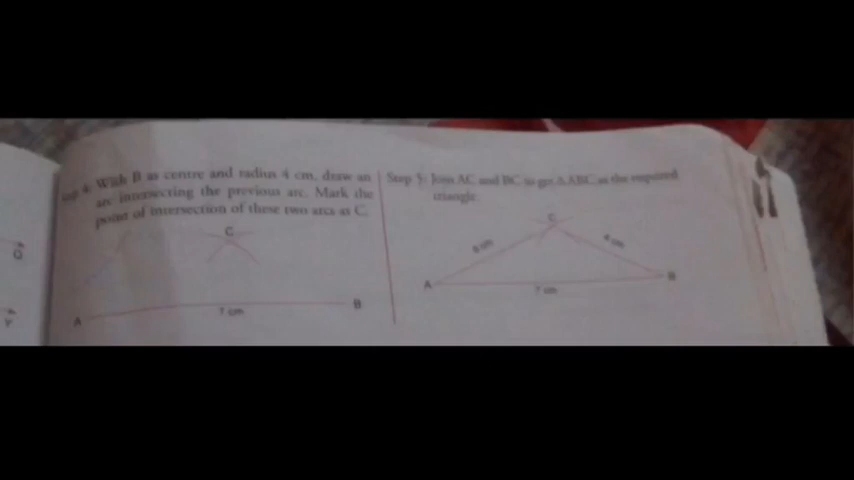 Step 4: With B as centre and radius 4 cm, draw an
arc intersecting the previous arc. Mark the
point of intersection of these two arcs as C.
C
A
7 cm
B
Step 5: Join AC and BC to get △ABC as the required
triangle.
C
4 cm
A
7 cm
B
Q
Y